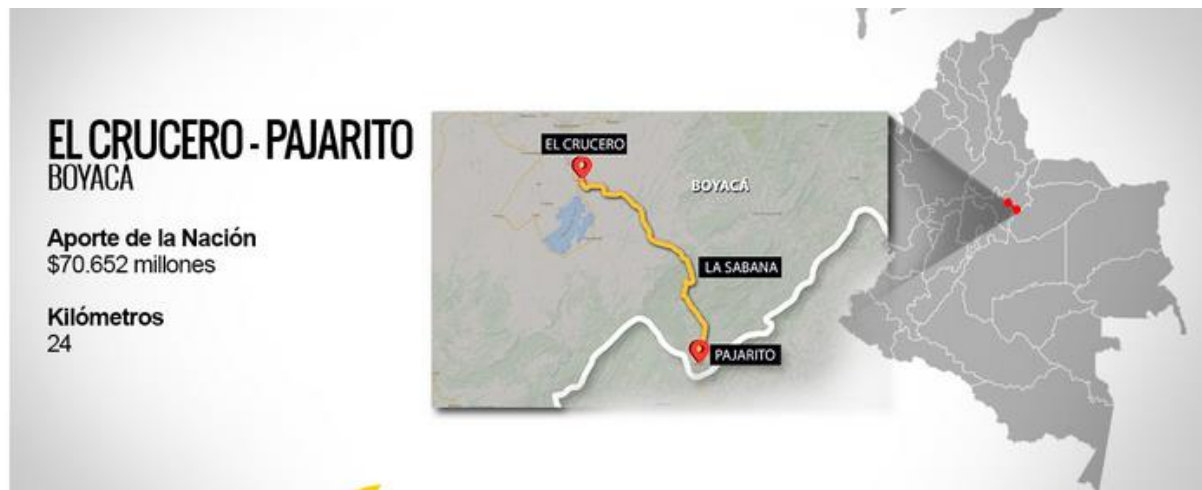 EL CRUCERO - PAJARITO
BOYACÁ
Aporte de la Nación
$70.652 millones
Kilómetros
24
EL CRUCERO
BOYACÁ
LA SABANA
PAJARITO